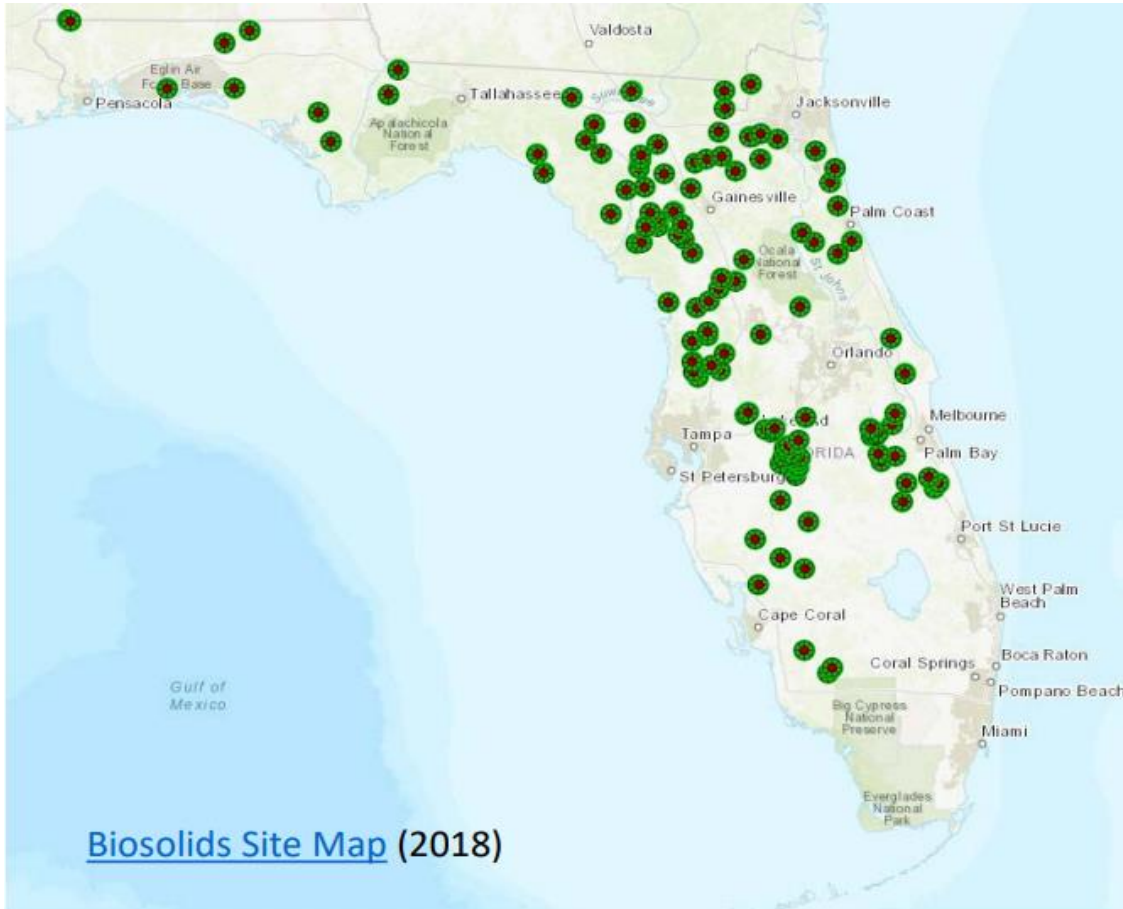 Valdosta
Eglin Air
Force Base
Pensacola
Tallahassee
Jacksonville
Apalachicola
National
Forest
Gainesville
Palm Coast
Ocala
National
Forest
St Johns
Orlando
Melbourne
Tampa
Palm Bay
St Petersburg
Port St Lucie
West Palm
Beach
Cape Coral
Coral Springs
Boca Raton
Pompano Beach
Gulf of
Mexico
Big Cypress
National
Preserve
Miami
Everglades
National
Park
Biosolids Site Map (2018)